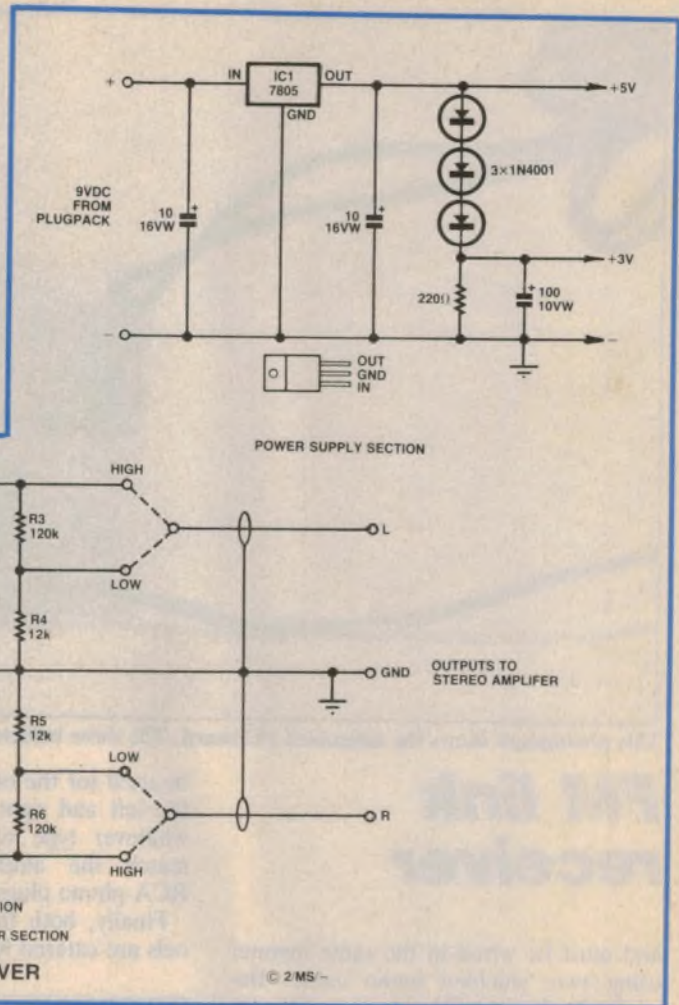 +
IN
IC1
7805
OUT
GND
+5V
9VDC
FROM
PLUGPACK
10
16VW
+
10
16VW
+
3×1N4001
+3V
220Ω
+
100
10VW
−
−
OUT
GND
IN
POWER SUPPLY SECTION
HIGH
R3
120k
L
LOW
R4
12k
GND
OUTPUTS TO
STEREO AMPLIFER
R5
12k
LOW
R
R6
120k
HIGH
ION
R SECTION
VER
© 2/MS/–